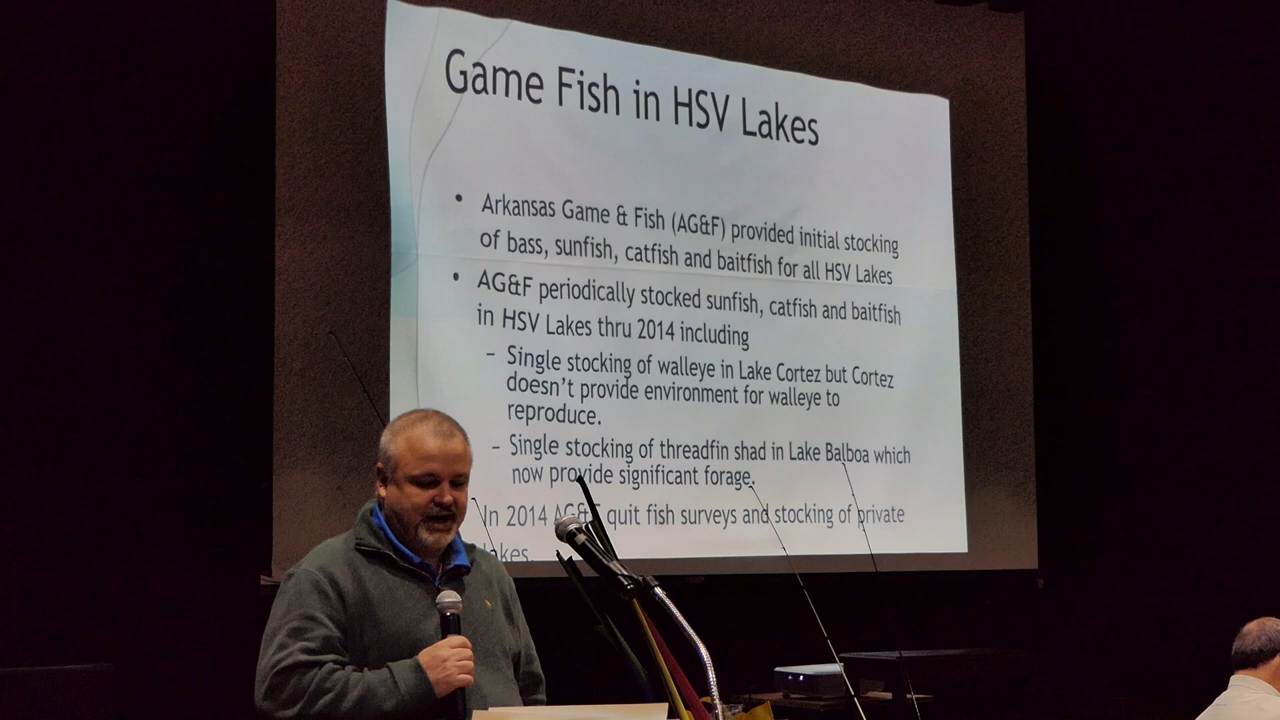 Game Fish in HSV Lakes
• Arkansas Game & Fish (AG&F) provided initial stocking
of bass, sunfish, catfish and baitfish for all HSV Lakes
• AG&F periodically stocked sunfish, catfish and baitfish
in HSV Lakes thru 2014 including
– Single stocking of walleye in Lake Cortez but Cortez
doesn't provide environment for walleye to
reproduce.
– Single stocking of threadfin shad in Lake Balboa which
now provide significant forage.
In 2014 AG&F quit fish surveys and stocking of private
lakes.